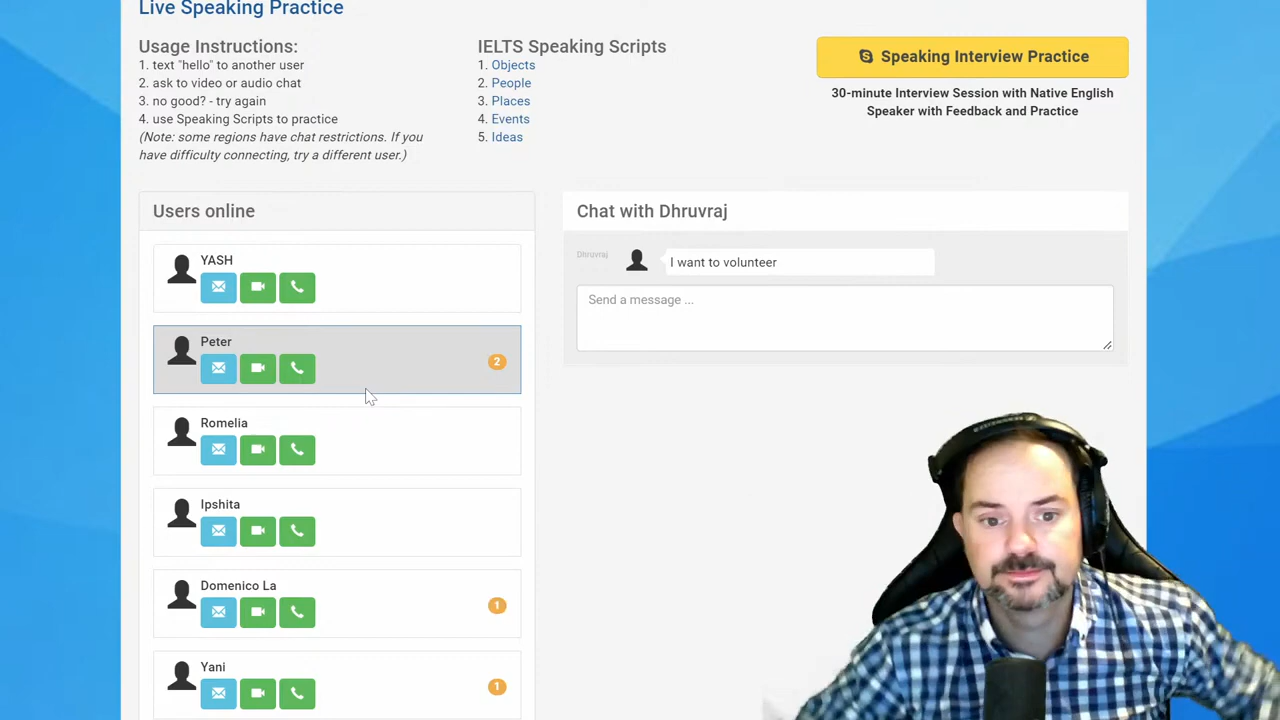 Live Speaking Practice
Usage Instructions:
1. text "hello" to another user
2. ask to video or audio chat
3. no good? - try again
4. use Speaking Scripts to practice
(Note: some regions have chat restrictions. If you
have difficulty connecting, try a different user.)
IELTS Speaking Scripts
1. Objects
2. People
3. Places
4. Events
5. Ideas
Speaking Interview Practice
30-minute Interview Session with Native English
Speaker with Feedback and Practice
Users online
YASH
Peter
2
Romelia
Ipshita
Domenico La
1
Yani
1
Chat with Dhruvraj
Dhruvraj
I want to volunteer
Send a message ...